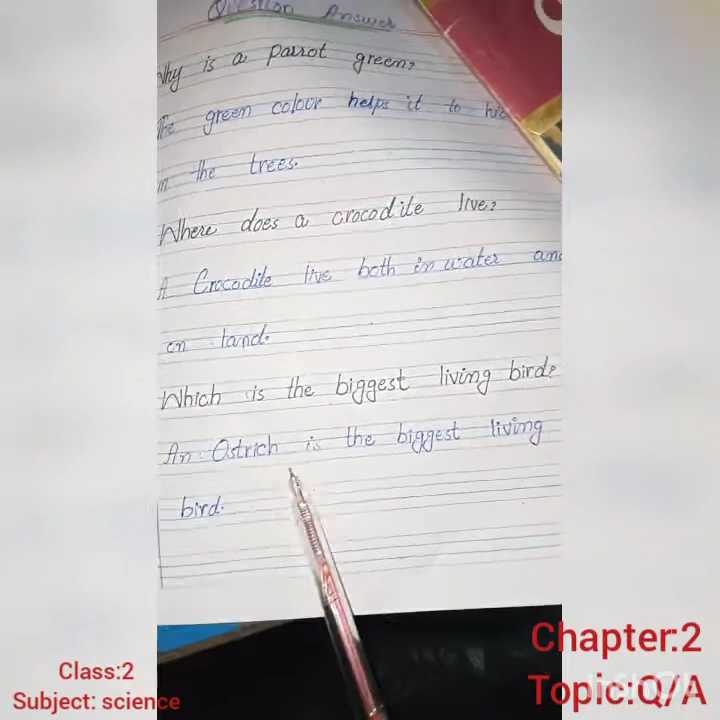 Question Answer
Why is a parrot green?
The green colour helps it to hide
in the trees.
Where does a crocodile live?
A Crocodile live both in water and
on land.
Which is the biggest living bird?
An Ostrich is the biggest living
bird.
Chapter:2
Class:2
Subject: science
Topic:Q/A